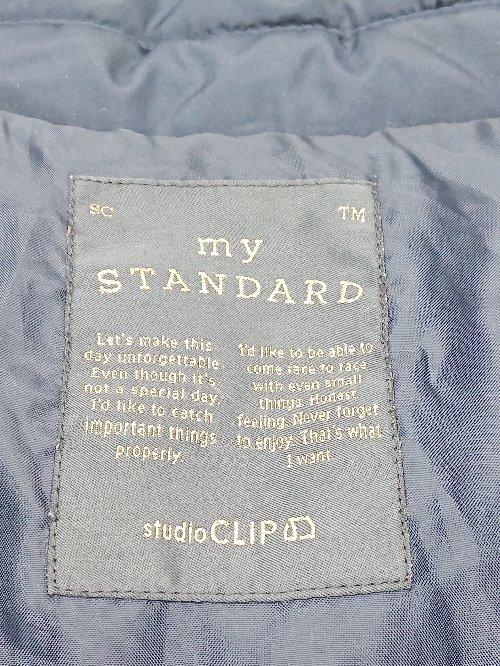 SC TM
my
STANDARD
Let's make this
day unforgettable
Even though it's
not a special day,
I'd like to catch
important things
properly.
I'd like to be able to
come face to face
with even small
things. Honest
feeling. Never forget
to enjoy. That's what
I want
studio CLIP